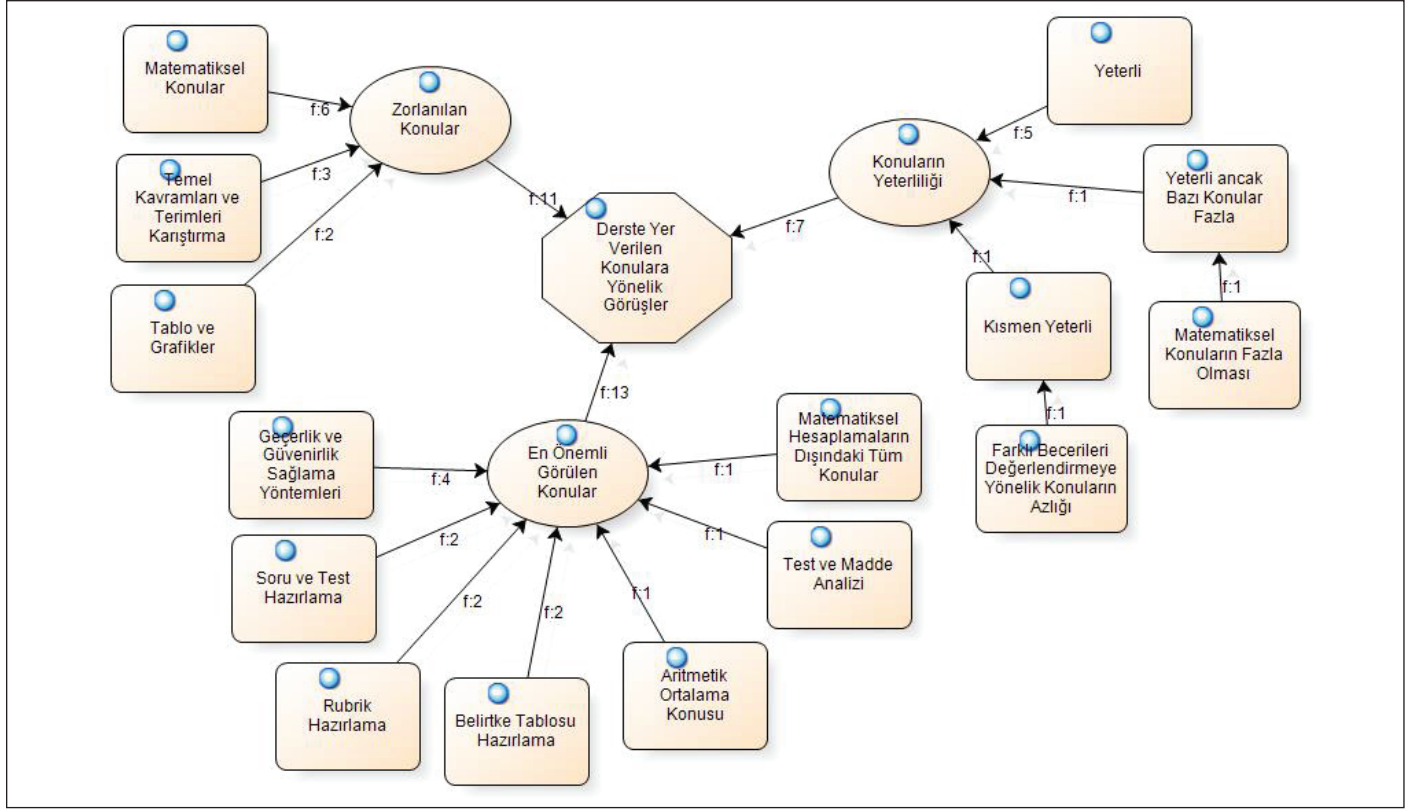 Matematiksel
Konular
f:6
Temel
Kavramları ve
Terimleri
Karıştırma
f:3
Tablo ve
Grafikler
f:2
Zorlanılan
Konular
f:11
Derste Yer
Verilen
Konulara
Yönelik
Görüşler
Yeterli
f:5
Konuların
Yeterliliği
f:7
Yeterli ancak
Bazı Konular
Fazla
f:1
Matematiksel
Konuların Fazla
Olması
f:1
Kısmen Yeterli
f:1
Farklı Becerileri
Değerlendirmeye
Yönelik Konuların
Azlığı
f:1
En Önemli
Görülen
Konular
f:13
Geçerlik ve
Güvenirlik
Sağlama
Yöntemleri
f:4
Soru ve Test
Hazırlama
f:2
Rubrik
Hazırlama
f:2
Belirtke Tablosu
Hazırlama
f:2
Aritmetik
Ortalama
Konusu
f:1
Test ve Madde
Analizi
f:1
Matematiksel
Hesaplamaların
Dışındaki Tüm
Konular
f:1